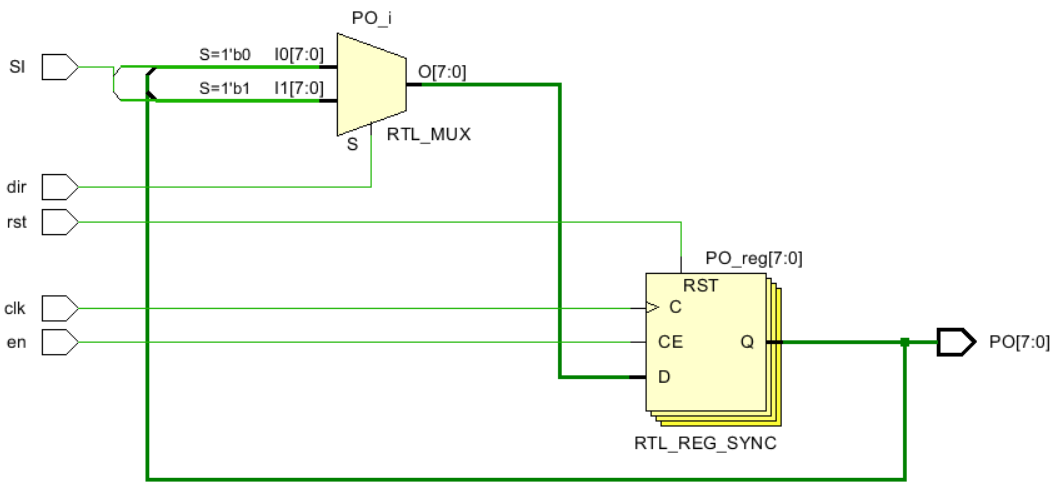 PO_i
SI
S=1'b0 I0[7:0]
O[7:0]
S=1'b1 I1[7:0]
S
RTL_MUX
dir
rst
PO_reg[7:0]
RST
clk
C
en
CE
Q
PO[7:0]
D
RTL_REG_SYNC